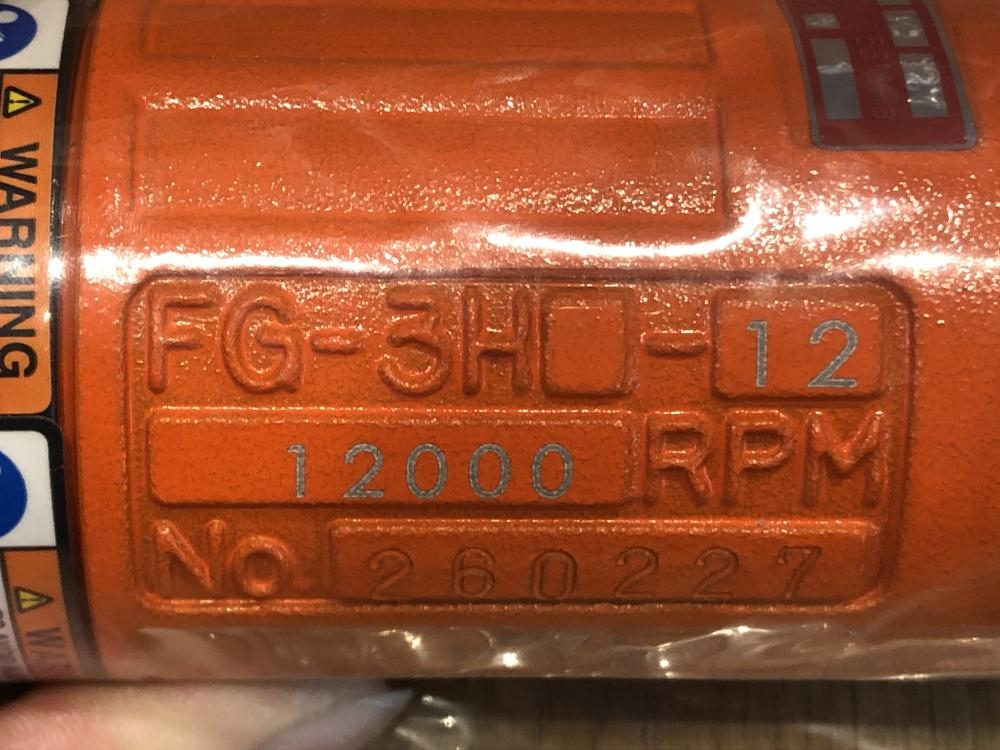 FG-3H -12
12000 RPM
No 260227
WARNING